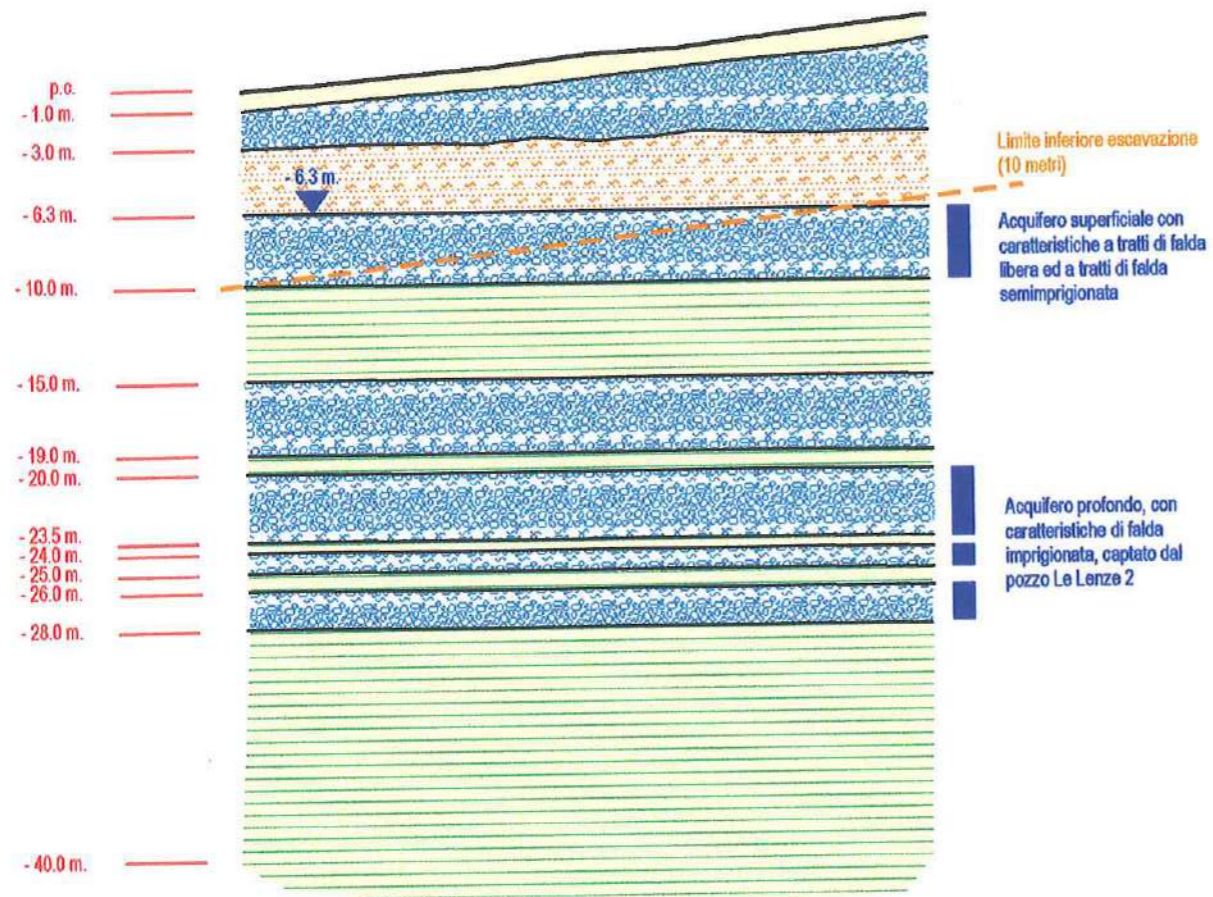 p.c.
- 1.0 m.
- 3.0 m.
- 6.3 m.
- 10.0 m.
- 15.0 m.
- 19.0 m.
- 20.0 m.
- 23.5 m.
- 24.0 m.
- 25.0 m.
- 26.0 m.
- 28.0 m.
- 40.0 m.
- 6.3 m.
Limite inferiore escavazione
(10 metri)
Acquifero superficiale con
caratteristiche a tratti di falda
libera ed a tratti di falda
semimprigionata
Acquifero profondo, con
caratteristiche di falda
imprigionata, captato dal
pozzo Le Lenze 2